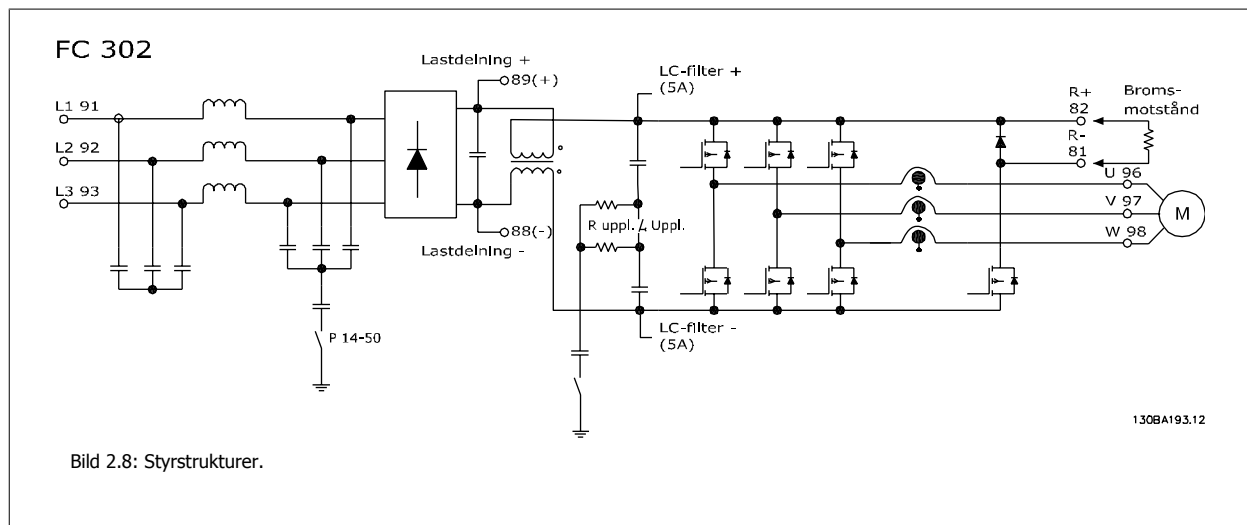 FC 302
Lastdelning +
89(+)
LC-filter +
(5A)
R+
82
Broms-
motstånd
L1 91
R-
81
L2 92
U 96
L3 93
V 97
M
R uppl.
Uppl.
88(-)
W 98
Lastdelning -
LC-filter -
(5A)
P 14-50
130BA193.12
Bild 2.8: Styrstrukturer.